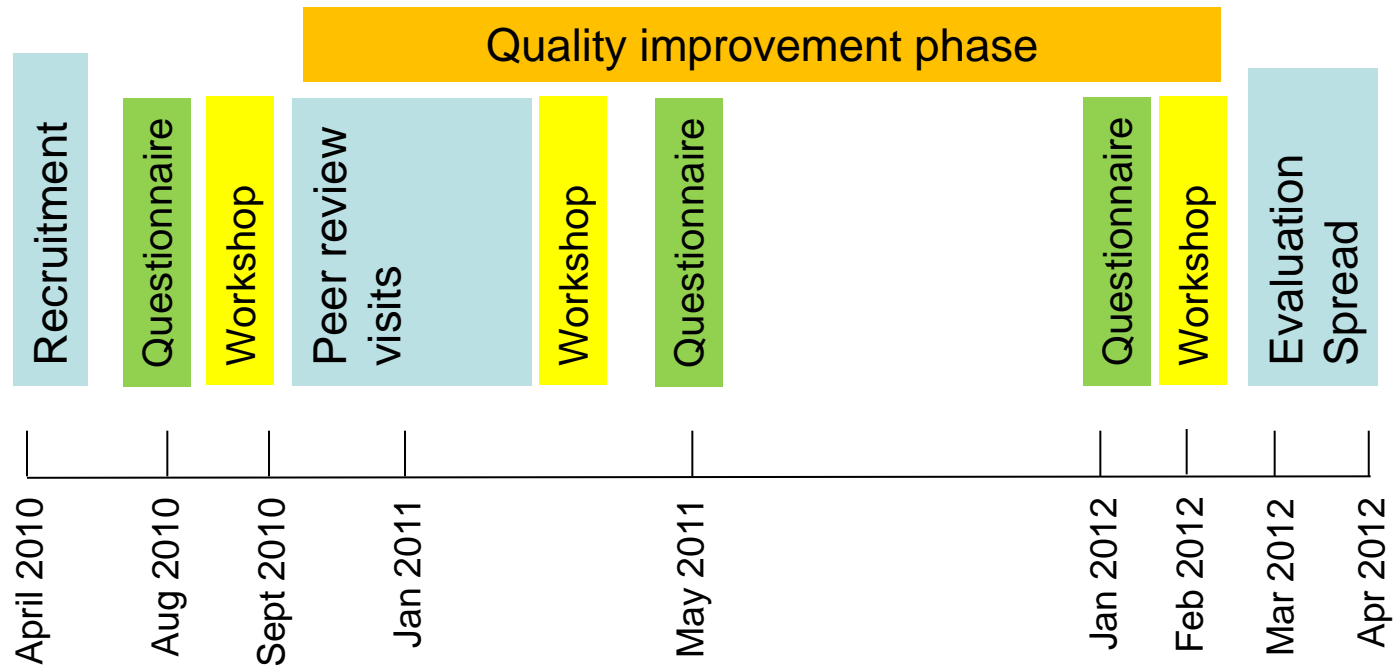 Quality improvement phase
Recruitment
Questionnaire
Workshop
Peer review
visits
Workshop
Questionnaire
Questionnaire
Workshop
Evaluation
Spread
April 2010
Aug 2010
Sept 2010
Jan 2011
May 2011
Jan 2012
Feb 2012
Mar 2012
Apr 2012